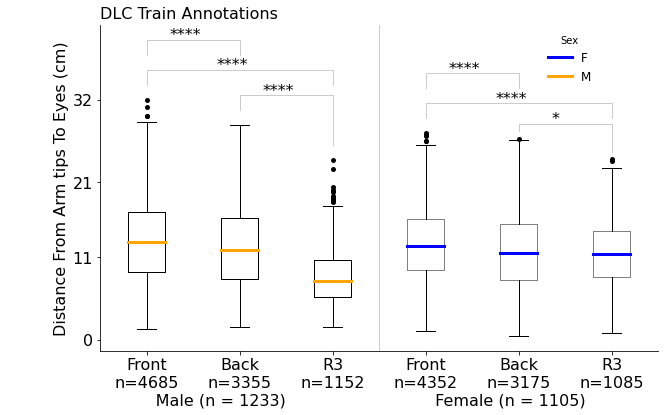 DLC Train Annotations
****
****
****
Sex
F
M
****
****
*
Distance From Arm tips To Eyes (cm)
32
21
11
0
Front Back R3 Front Back R3
n=4685 n=3355 n=1152 n=4352 n=3175 n=1085
Male (n = 1233) Female (n = 1105)